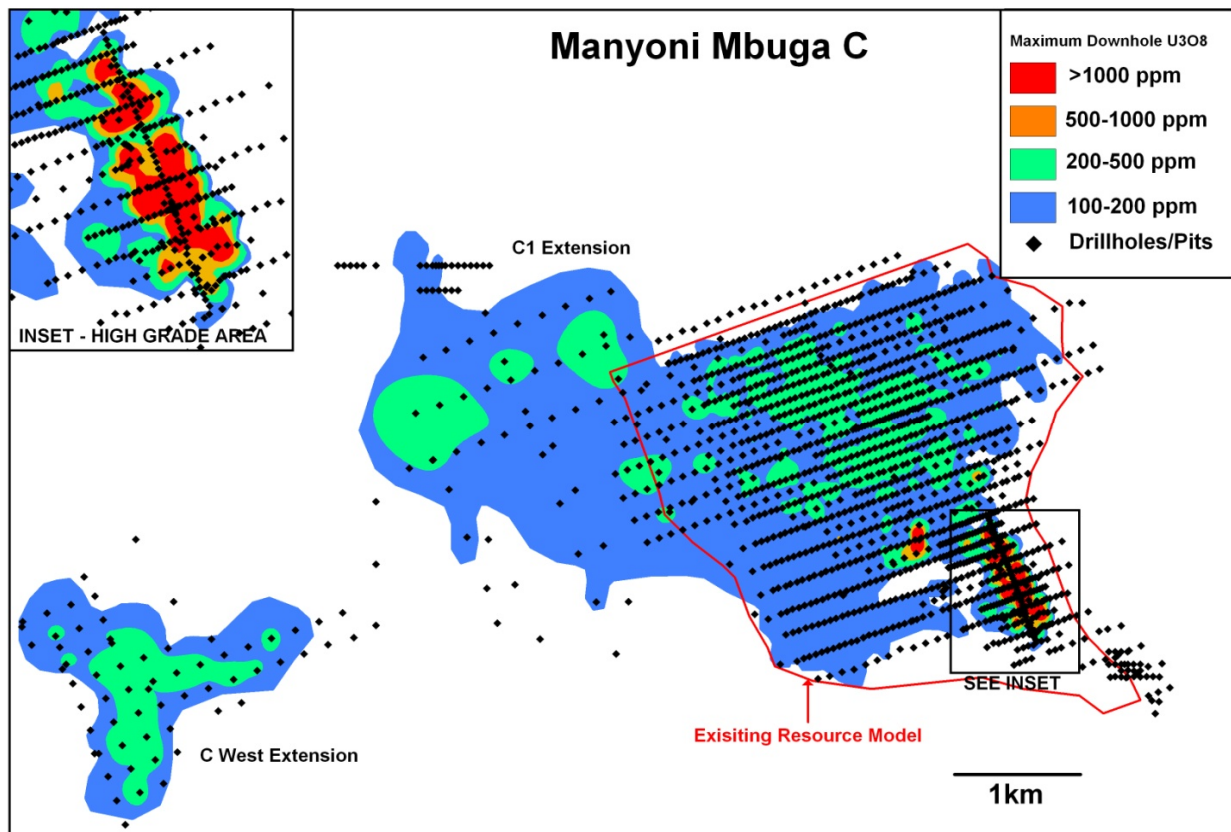 Manyoni Mbuga C
Maximum Downhole U3O8
>1000 ppm
500-1000 ppm
200-500 ppm
100-200 ppm
Drillholes/Pits
INSET - HIGH GRADE AREA
C1 Extension
SEE INSET
Exisiting Resource Model
C West Extension
1km